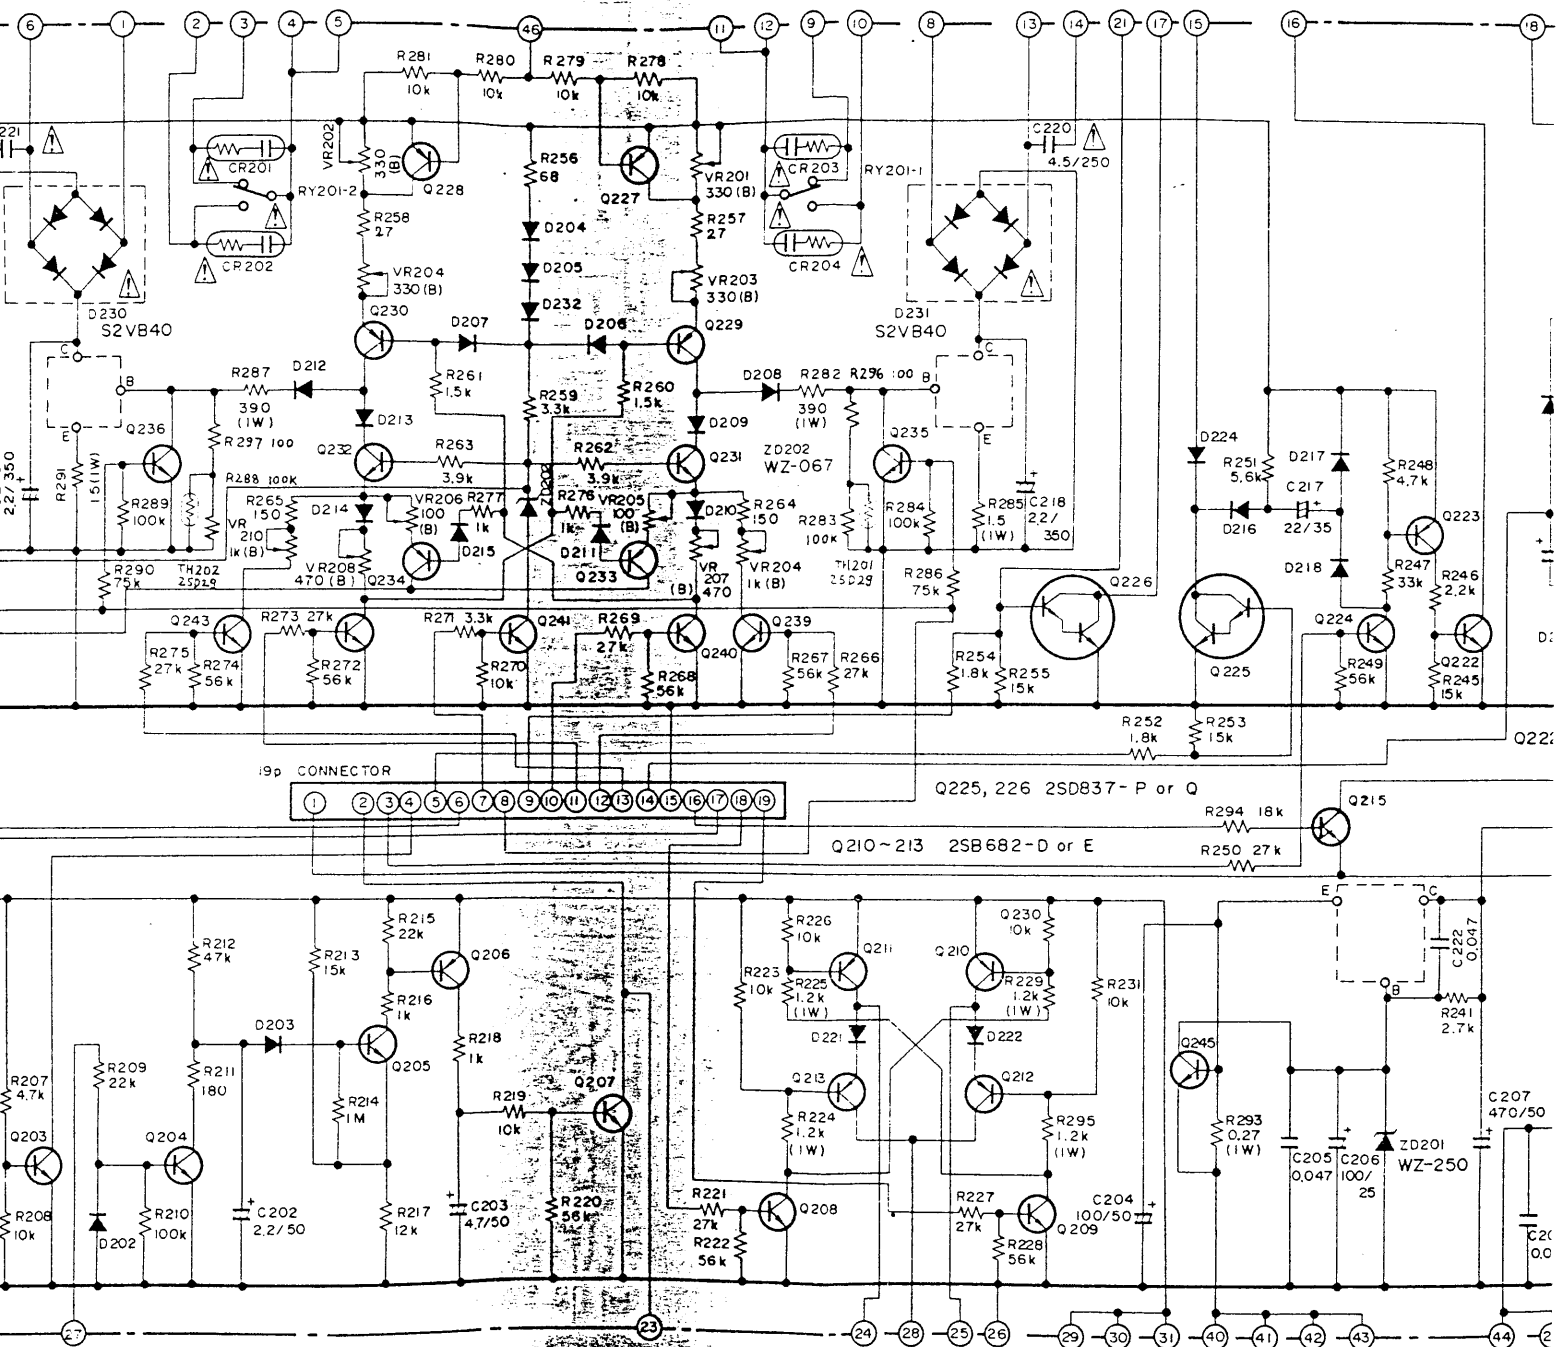 6 1 2 3 4 5 46 11 12 9 10 8 13 14 21 17 15 16 18
R281
10k
R280
10k
R279
10k
R278
10k
221
CR201
RY201-2
CR202
VR202
330
(B)
Q228
R256
68
Q227
VR201
330(B)
CR203
RY201-1
CR204
C220
4.5/250
R258
27
D204
R257
27
VR204
330(B)
D205
VR203
330(B)
D232
D230
S2VB40
Q230
D207
D206
Q229
D231
S2VB40
C
B
E
R287
390
(1W)
D212
R261
1.5k
R259
3.3k
R260
1.5k
D208
R282
390
(1W)
R296 100
B
C
E
D213
D209
Q236
R297 100
Q232
R263
3.9k
R262
3.9k
Q231
ZD202
WZ-067
Q235
D224
R251
5.6k
D217
R248
4.7k
2.2/350
R291
1.5(1W)
R289
100k
R288 100k
R265
150
D214
VR206
100
(B)
R277
1k
ZD202
R276
1k
VR205
100
(B)
D210
R264
150
R283
100k
R284
100k
R285
1.5
(1W)
C218
2.2/
350
D216
C217
22/35
Q223
VR
210
1k(B)
D215
D211
R290
75k
TH202
2SD29
VR208
470(B)
Q234
Q233
VR
207
(B) 470
VR204
1k(B)
TH201
2SD29
R286
75k
Q226
D218
R247
33k
R246
2.2k
Q243
R273 27k
R271 3.3k
Q241
R269
27k
Q240
Q239
Q225
Q224
Q222
R275
27k
R274
56k
R272
56k
R270
10k
R268
56k
R267
56k
R266
27k
R254
1.8k
R255
15k
R249
56k
R245
15k
R252
1.8k
R253
15k
Q222
19p CONNECTOR
1 2 3 4 5 6 7 8 9 10 11 12 13 14 15 16 17 18 19
Q225, 226 2SD837-P or Q
Q215
R294 18k
Q210~213 2SB682-D or E
R250 27k
R215
22k
R212
47k
R213
15k
Q206
R226
10k
Q211
Q210
Q230
10k
E
C
C222
0.047
B
R216
1k
R223
10k
R225
1.2k
(1W)
R229
1.2k
(1W)
R231
10k
R241
2.7k
D203
R218
1k
D221
D222
Q245
R209
22k
R211
180
Q205
Q207
Q213
Q212
R207
4.7k
R214
1M
R219
10k
R224
1.2k
(1W)
R295
1.2k
(1W)
R293
0.27
(1W)
C207
470/50
Q203
Q204
C205
0.047
C206
100/
25
ZD201
WZ-250
R208
10k
D202
R210
100k
C202
2.2/50
R217
12k
C203
4.7/50
R220
56k
R221
27k
R222
56k
Q208
R227
27k
R228
56k
Q209
C204
100/50
27 23 24 28 25 26 29 30 31 40 41 42 43 44